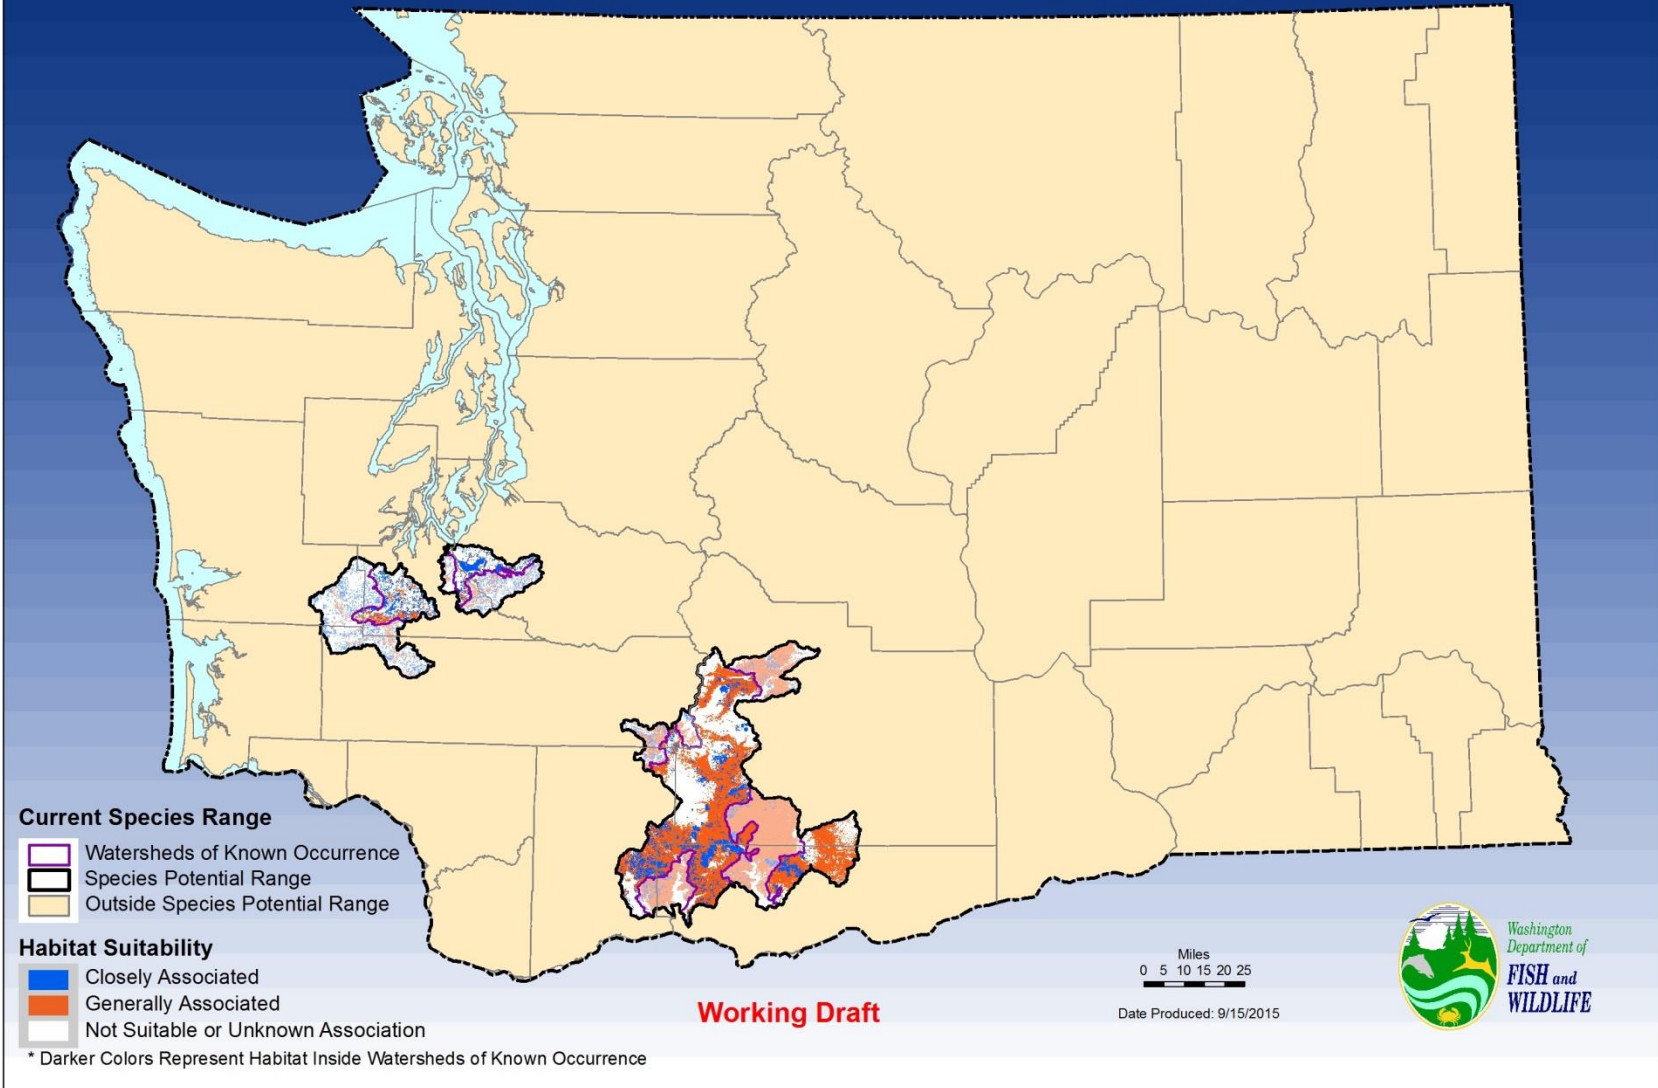 Current Species Range
Watersheds of Known Occurrence
Species Potential Range
Outside Species Potential Range
Habitat Suitability
Closely Associated
Generally Associated
Not Suitable or Unknown Association
* Darker Colors Represent Habitat Inside Watersheds of Known Occurrence
Working Draft
Miles
0 5 10 15 20 25
Date Produced: 9/15/2015
Washington
Department of
FISH and
WILDLIFE